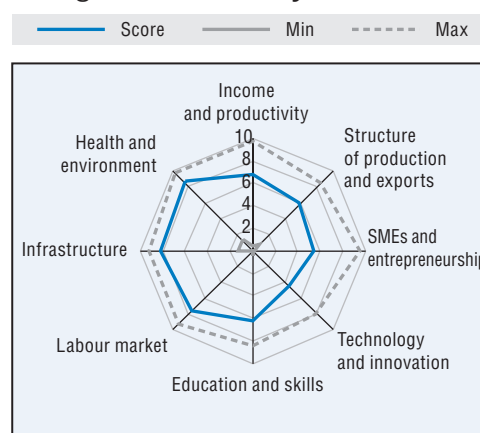 Score Min Max
Income
and productivity
Health and
environment
Structure
of production
and exports
10
8
6
4
2
Infrastructure
SMEs and
entrepreneurship
Labour market
Technology
and innovation
Education and skills